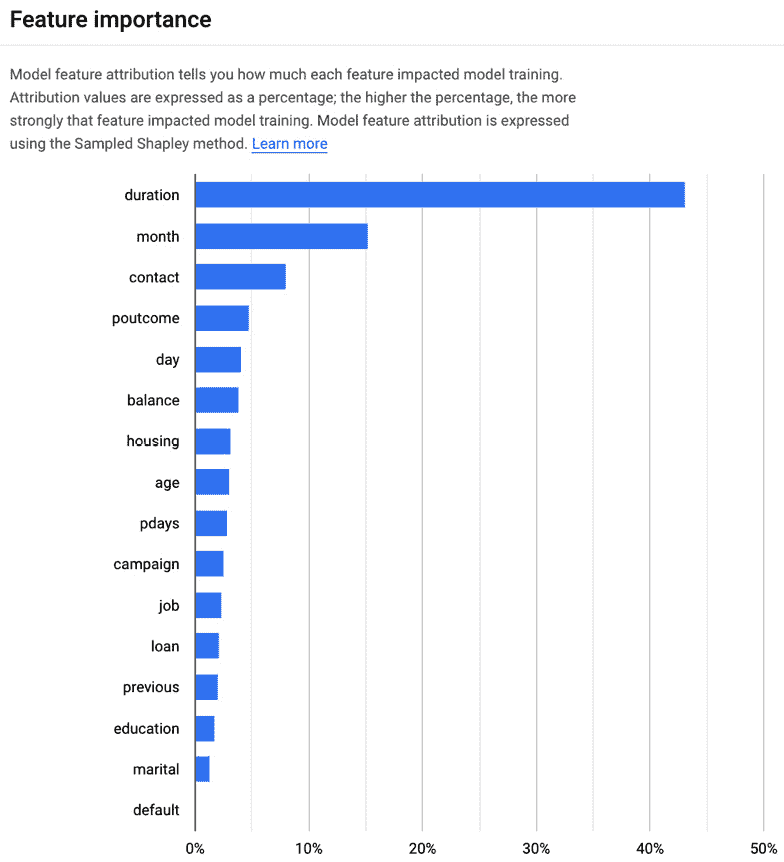 Feature importance
Model feature attribution tells you how much each feature impacted model training.
Attribution values are expressed as a percentage; the higher the percentage, the more
strongly that feature impacted model training. Model feature attribution is expressed
using the Sampled Shapley method. Learn more
duration
month
contact
poutcome
day
balance
housing
age
pdays
campaign
job
loan
previous
education
marital
default
0% 10% 20% 30% 40% 50%